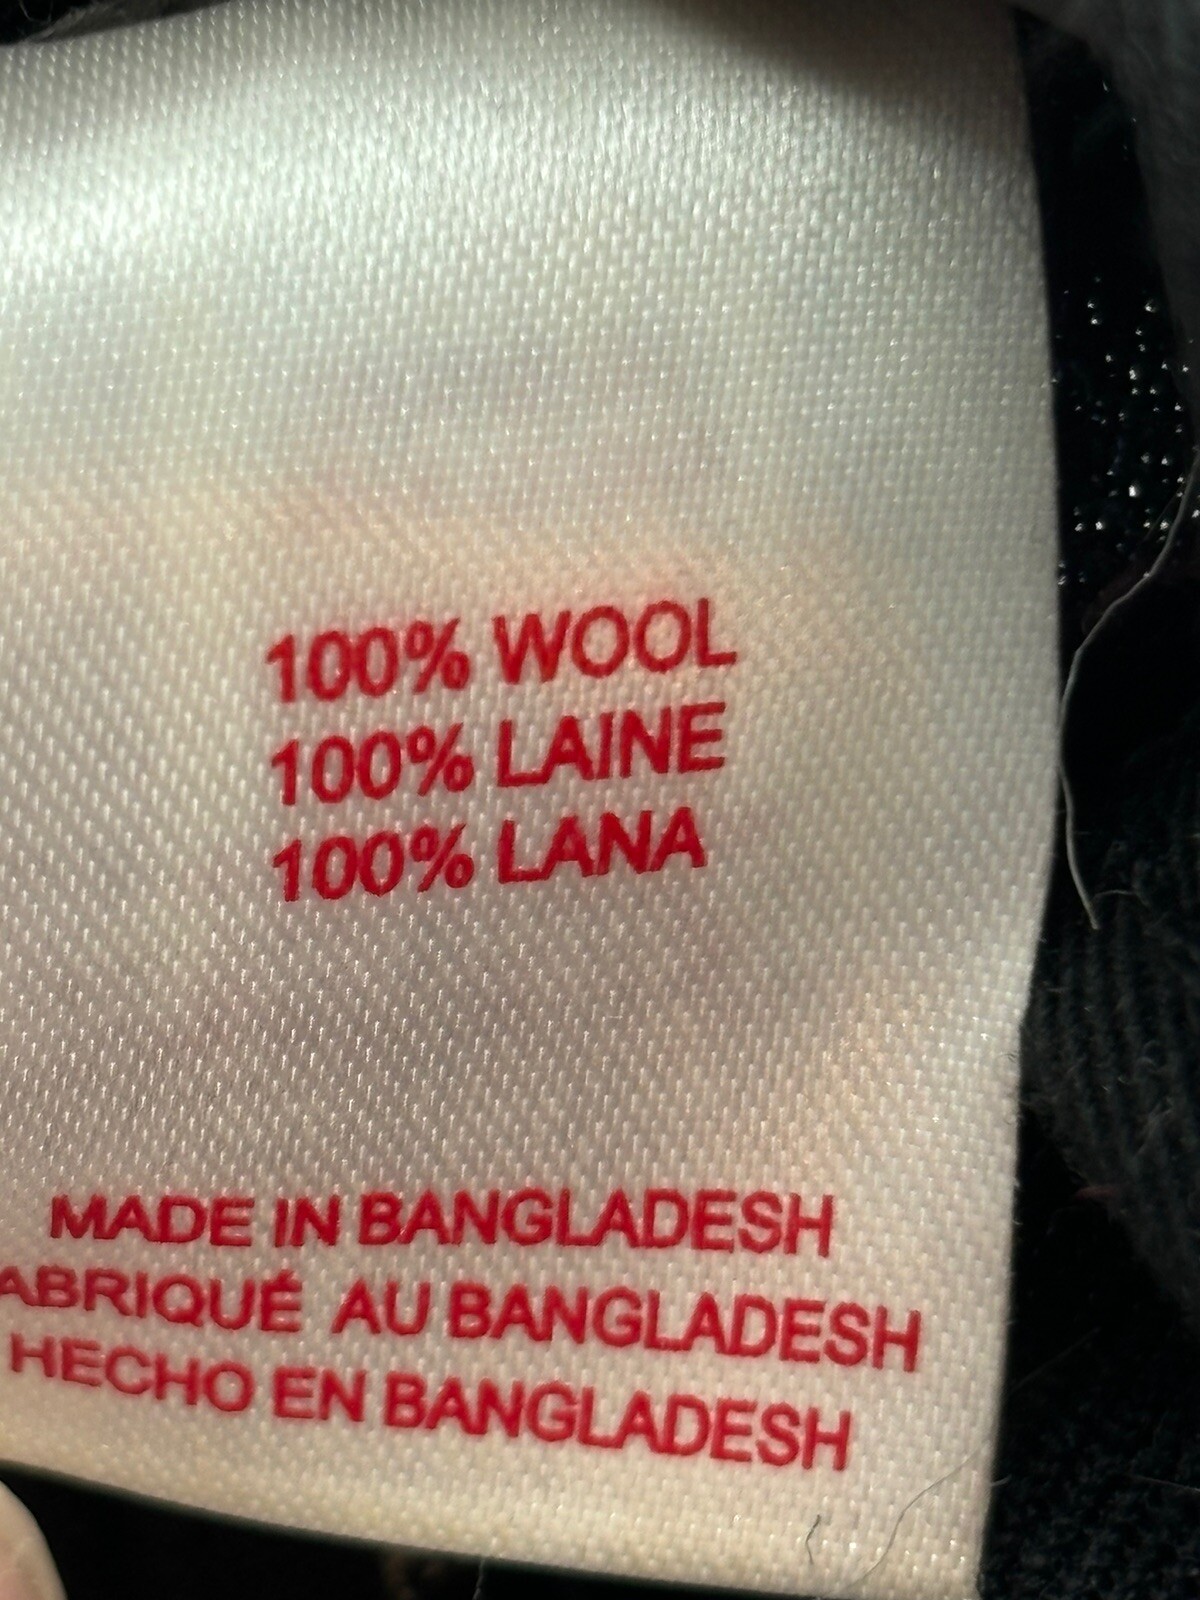 100% WOOL
100% LAINE
100% LANA
MADE IN BANGLADESH
ABRIQUÉ AU BANGLADESH
HECHO EN BANGLADESH